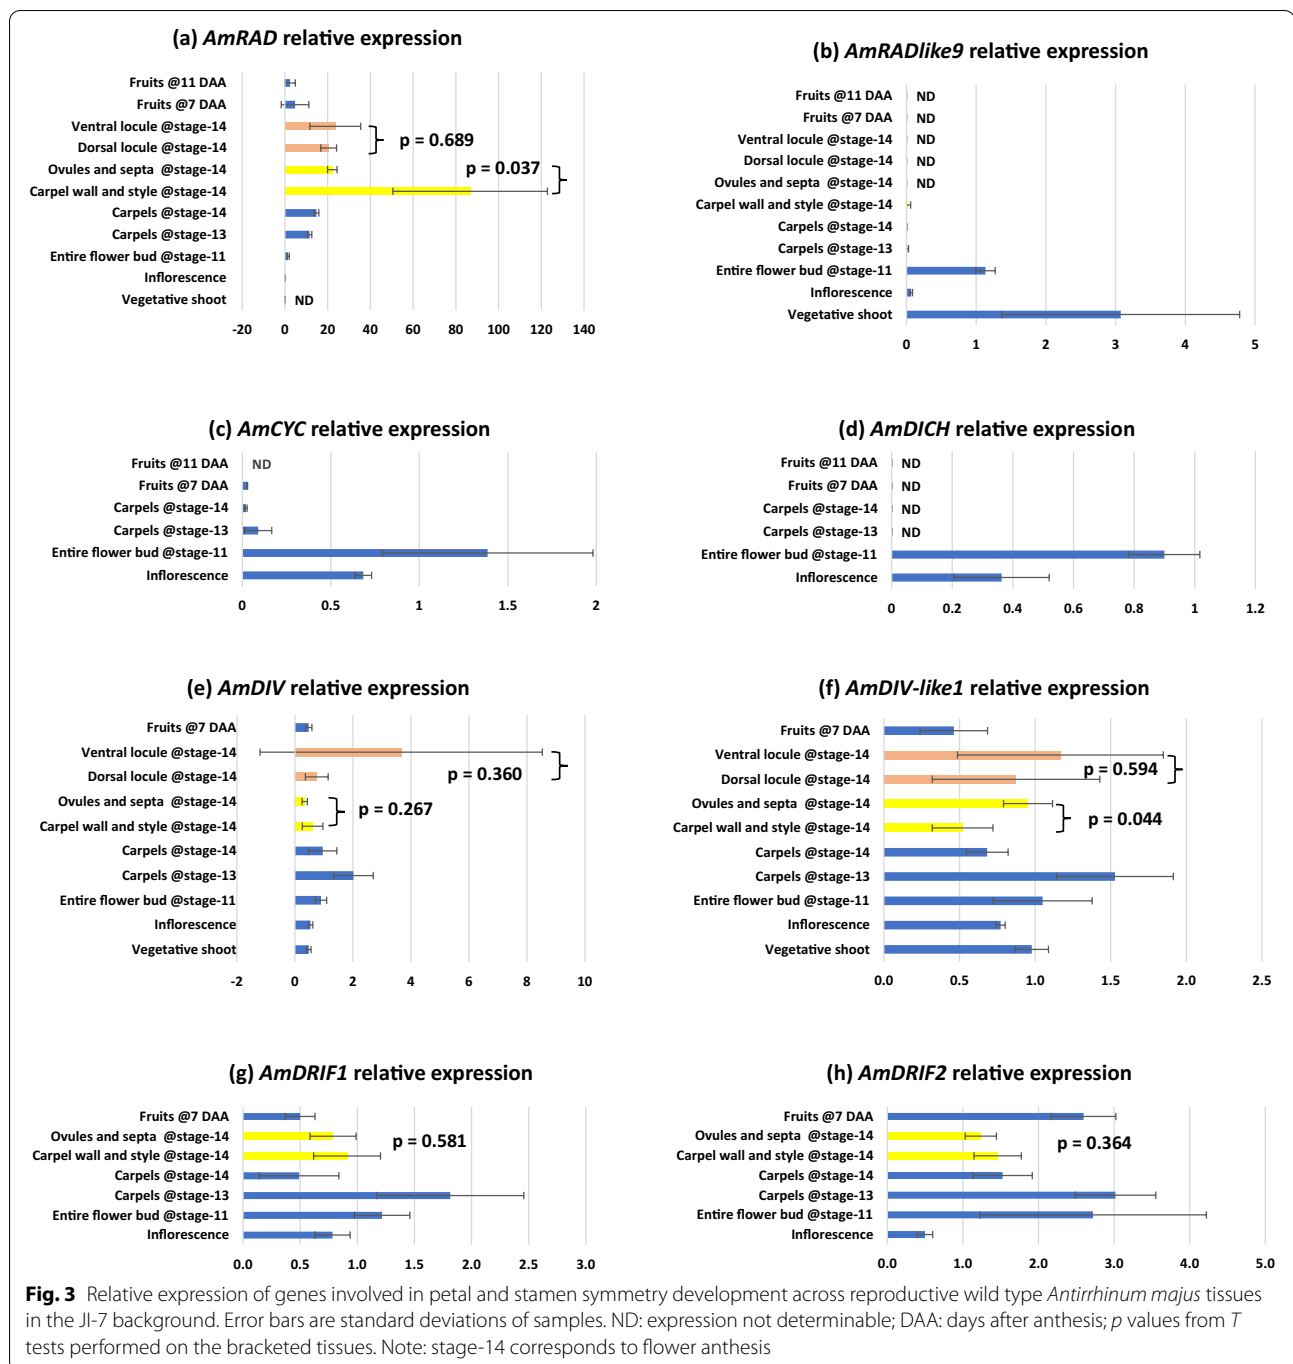 (a) AmRAD relative expression
Fruits @11 DAA
Fruits @7 DAA
Ventral locule @stage-14
Dorsal locule @stage-14
Ovules and septa @stage-14
Carpel wall and style @stage-14
Carpels @stage-14
Carpels @stage-13
Entire flower bud @stage-11
Inflorescence
Vegetative shoot
p = 0.689
p = 0.037
ND
-20 0 20 40 60 80 100 120 140
(b) AmRADlike9 relative expression
Fruits @11 DAA ND
Fruits @7 DAA ND
Ventral locule @stage-14 ND
Dorsal locule @stage-14 ND
Ovules and septa @stage-14 ND
Carpel wall and style @stage-14
Carpels @stage-14
Carpels @stage-13
Entire flower bud @stage-11
Inflorescence
Vegetative shoot
0 1 2 3 4 5
(c) AmCYC relative expression
Fruits @11 DAA ND
Fruits @7 DAA
Carpels @stage-14
Carpels @stage-13
Entire flower bud @stage-11
Inflorescence
0 0.5 1 1.5 2
(d) AmDICH relative expression
Fruits @11 DAA ND
Fruits @7 DAA ND
Carpels @stage-14 ND
Carpels @stage-13 ND
Entire flower bud @stage-11
Inflorescence
0 0.2 0.4 0.6 0.8 1 1.2
(e) AmDIV relative expression
Fruits @7 DAA
Ventral locule @stage-14
Dorsal locule @stage-14
Ovules and septa @stage-14
Carpel wall and style @stage-14
Carpels @stage-14
Carpels @stage-13
Entire flower bud @stage-11
Inflorescence
Vegetative shoot
p = 0.360
p = 0.267
-2 0 2 4 6 8 10
(f) AmDIV-like1 relative expression
Fruits @7 DAA
Ventral locule @stage-14
Dorsal locule @stage-14
Ovules and septa @stage-14
Carpel wall and style @stage-14
Carpels @stage-14
Carpels @stage-13
Entire flower bud @stage-11
Inflorescence
Vegetative shoot
p = 0.594
p = 0.044
0.0 0.5 1.0 1.5 2.0 2.5
(g) AmDRIF1 relative expression
Fruits @7 DAA
Ovules and septa @stage-14
Carpel wall and style @stage-14
Carpels @stage-14
Carpels @stage-13
Entire flower bud @stage-11
Inflorescence
p = 0.581
0.0 0.5 1.0 1.5 2.0 2.5 3.0
(h) AmDRIF2 relative expression
Fruits @7 DAA
Ovules and septa @stage-14
Carpel wall and style @stage-14
Carpels @stage-14
Carpels @stage-13
Entire flower bud @stage-11
Inflorescence
p = 0.364
0.0 1.0 2.0 3.0 4.0 5.0
Fig. 3 Relative expression of genes involved in petal and stamen symmetry development across reproductive wild type Antirrhinum majus tissues
in the JI-7 background. Error bars are standard deviations of samples. ND: expression not determinable; DAA: days after anthesis; p values from T
tests performed on the bracketed tissues. Note: stage-14 corresponds to flower anthesis